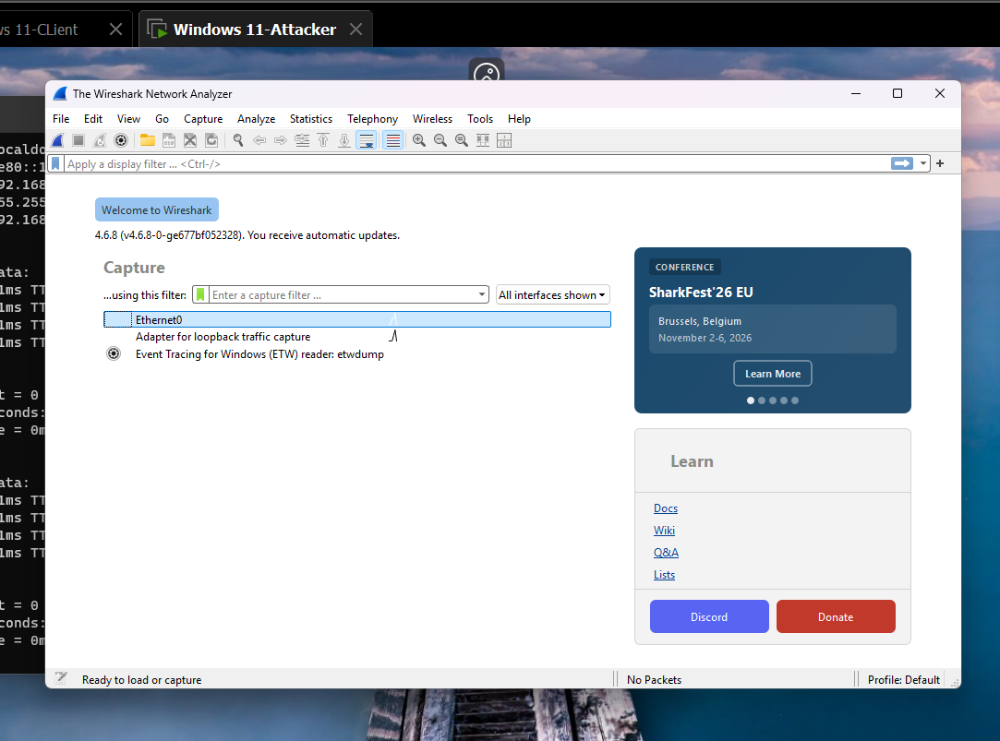 ws 11-CLient
Windows 11-Attacker
The Wireshark Network Analyzer
File Edit View Go Capture Analyze Statistics Telephony Wireless Tools Help
Apply a display filter ... <Ctrl-/>
Welcome to Wireshark
4.6.8 (v4.6.8-0-ge677bf052328). You receive automatic updates.
Capture
...using this filter: Enter a capture filter ... All interfaces shown
Ethernet0
Adapter for loopback traffic capture
Event Tracing for Windows (ETW) reader: etwdump
CONFERENCE
SharkFest'26 EU
Brussels, Belgium
November 2-6, 2026
Learn More
Learn
Docs
Wiki
Q&A
Lists
Discord Donate
Ready to load or capture No Packets Profile: Default
ocaldo
e80::1
92.168
55.255
92.168
ata:
1ms TT
1ms TT
1ms TT
1ms TT
t = 0
conds:
e = 0m
ata:
1ms TT
1ms TT
1ms TT
1ms TT
t = 0
conds:
e = 0m